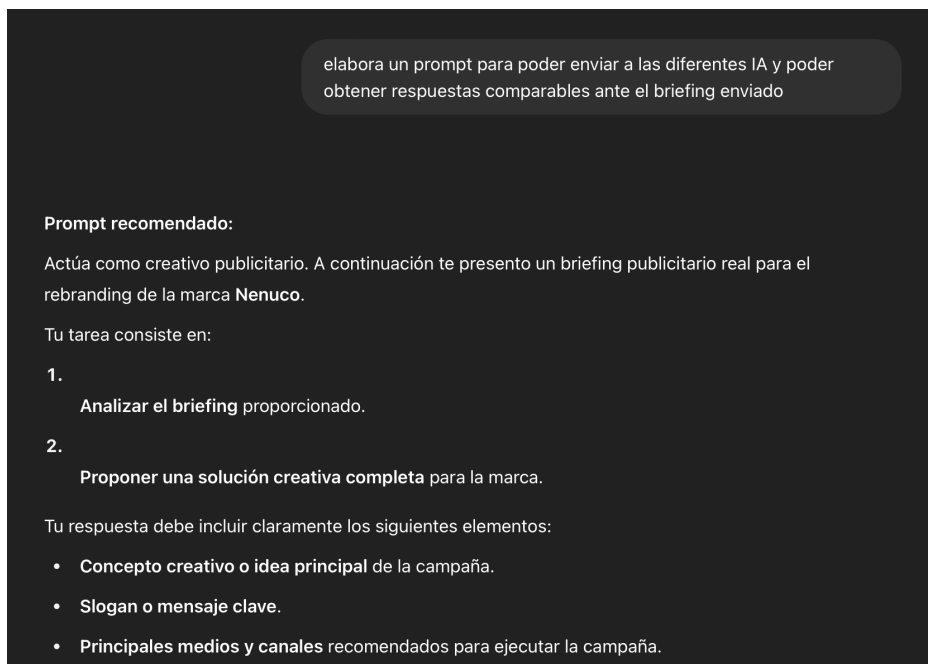 elabora un prompt para poder enviar a las diferentes IA y poder
obtener respuestas comparables ante el briefing enviado
Prompt recomendado:
Actúa como creativo publicitario. A continuación te presento un briefing publicitario real para el
rebranding de la marca Nenuco.
Tu tarea consiste en:
1.
Analizar el briefing proporcionado.
2.
Proponer una solución creativa completa para la marca.
Tu respuesta debe incluir claramente los siguientes elementos:
• Concepto creativo o idea principal de la campaña.
• Slogan o mensaje clave.
• Principales medios y canales recomendados para ejecutar la campaña.